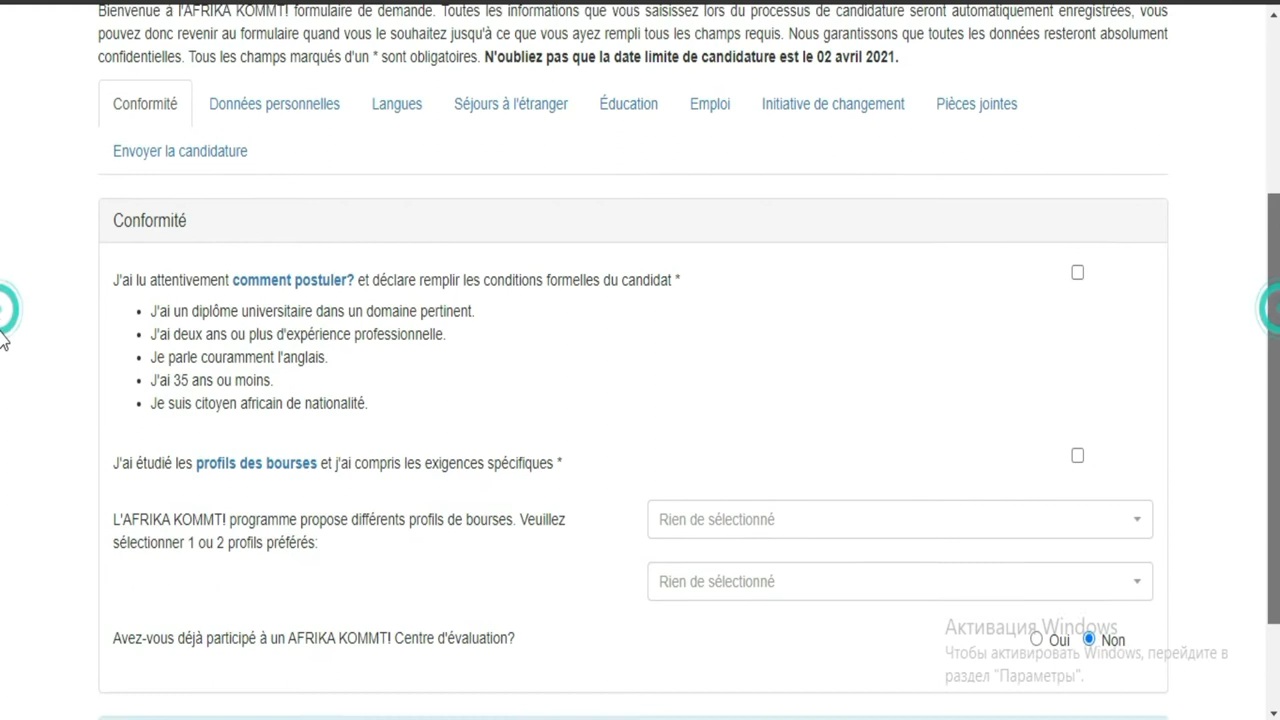 Bienvenue à l'AFRIKA KOMMT! formulaire de demande. Toutes les informations que vous saisissez lors du processus de candidature seront automatiquement enregistrées, vous
pouvez donc revenir au formulaire quand vous le souhaitez jusqu'à ce que vous ayez rempli tous les champs requis. Nous garantissons que toutes les données resteront absolument
confidentielles. Tous les champs marqués d'un * sont obligatoires. N'oubliez pas que la date limite de candidature est le 02 avril 2021.
Conformité Données personnelles Langues Séjours à l'étranger Éducation Emploi Initiative de changement Pièces jointes
Envoyer la candidature
Conformité
J'ai lu attentivement comment postuler? et déclare remplir les conditions formelles du candidat *
• J'ai un diplôme universitaire dans un domaine pertinent.
• J'ai deux ans ou plus d'expérience professionnelle.
• Je parle couramment l'anglais.
• J'ai 35 ans ou moins.
• Je suis citoyen africain de nationalité.
J'ai étudié les profils des bourses et j'ai compris les exigences spécifiques *
L'AFRIKA KOMMT! programme propose différents profils de bourses. Veuillez
sélectionner 1 ou 2 profils préférés:
Rien de sélectionné
Rien de sélectionné
Avez-vous déjà participé à un AFRIKA KOMMT! Centre d'évaluation?
Oui Non
Активация Windows
Чтобы активировать Windows, перейдите в
раздел "Параметры".